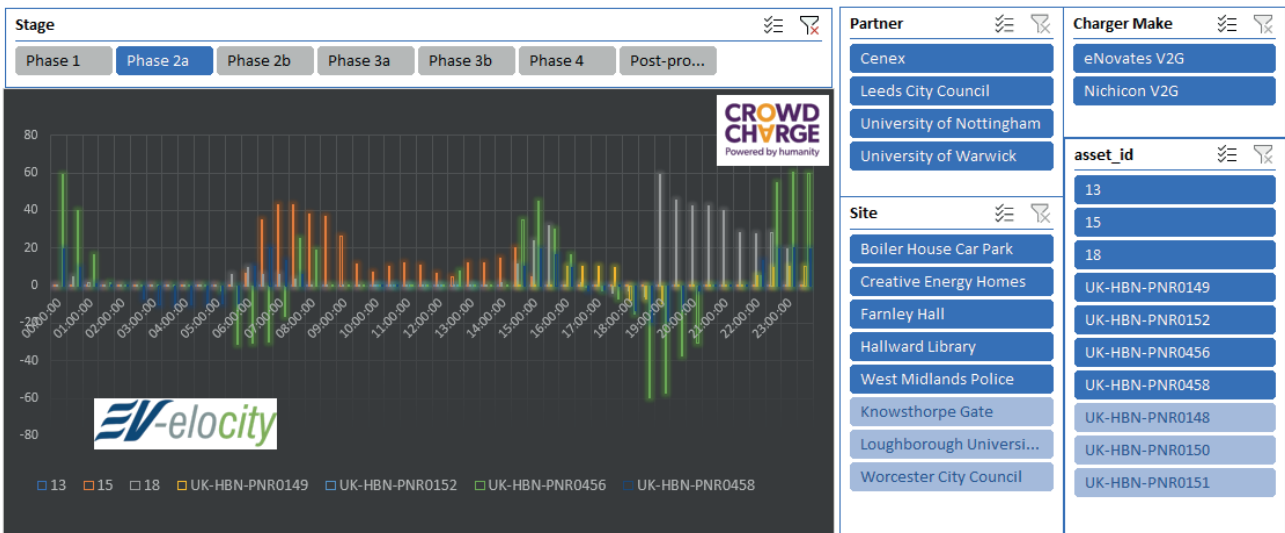 Stage
Phase 1
Phase 2a
Phase 2b
Phase 3a
Phase 3b
Phase 4
Post-pro...
CROWD
CHARGE
Powered by humanity
80
60
40
20
0
-20
-40
-60
-80
00:00:00
01:00:00
02:00:00
03:00:00
04:00:00
05:00:00
06:00:00
07:00:00
08:00:00
09:00:00
10:00:00
11:00:00
12:00:00
13:00:00
14:00:00
15:00:00
16:00:00
17:00:00
18:00:00
19:00:00
20:00:00
21:00:00
22:00:00
23:00:00
EV-elocity
13
15
18
UK-HBN-PNR0149
UK-HBN-PNR0152
UK-HBN-PNR0456
UK-HBN-PNR0458
Partner
Cenex
Leeds City Council
University of Nottingham
University of Warwick
Site
Boiler House Car Park
Creative Energy Homes
Farnley Hall
Hallward Library
West Midlands Police
Knowsthorpe Gate
Loughborough Universi...
Worcester City Council
Charger Make
eNovates V2G
Nichicon V2G
asset_id
13
15
18
UK-HBN-PNR0149
UK-HBN-PNR0152
UK-HBN-PNR0456
UK-HBN-PNR0458
UK-HBN-PNR0148
UK-HBN-PNR0150
UK-HBN-PNR0151